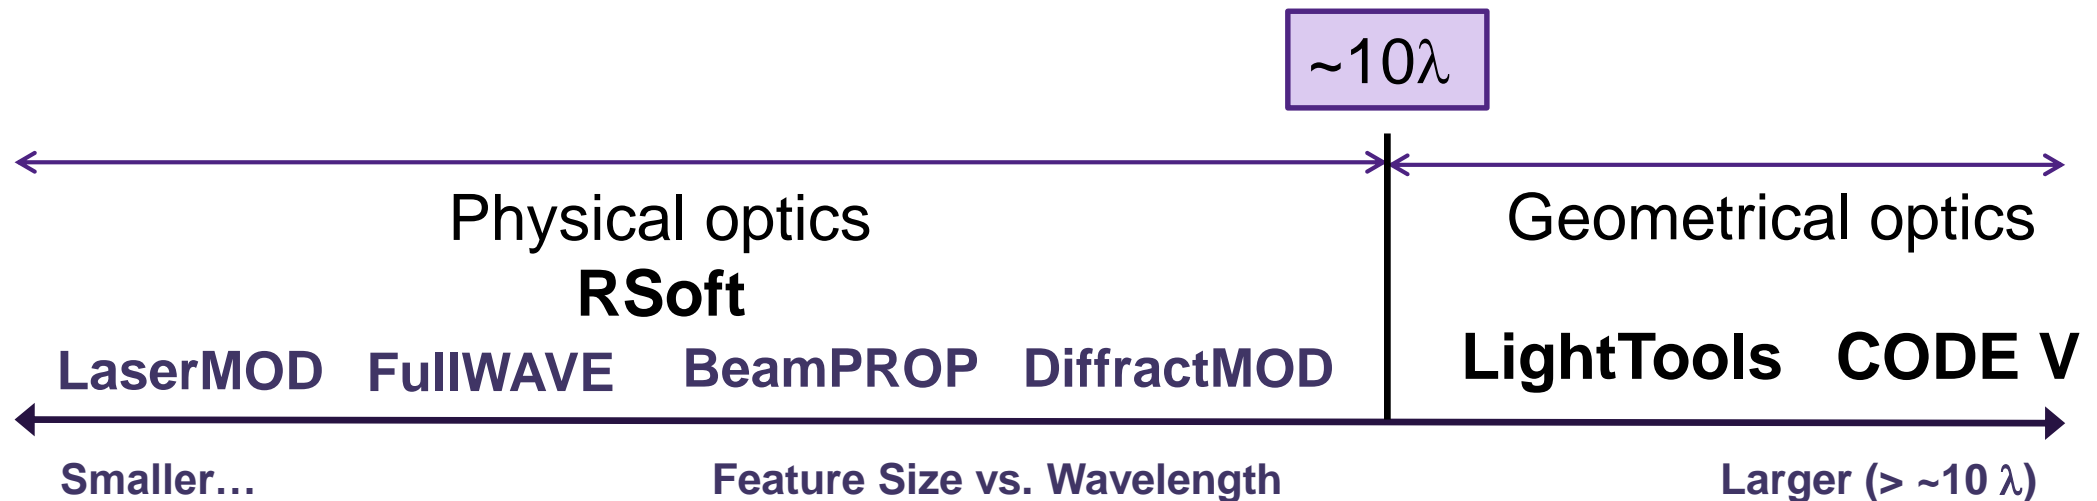 ~10λ
Physical optics
Geometrical optics
RSoft
LaserMOD FullWAVE BeamPROP DiffractMOD
LightTools CODE V
Smaller…
Feature Size vs. Wavelength
Larger (> ~10 λ)